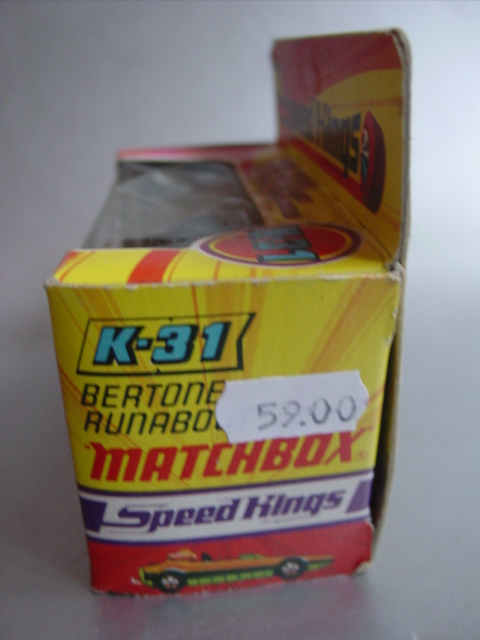 Speed Kings
K-31
K-31
BERTONE
RUNABO
59.00
"MATCHBOX"®
Speed Kings